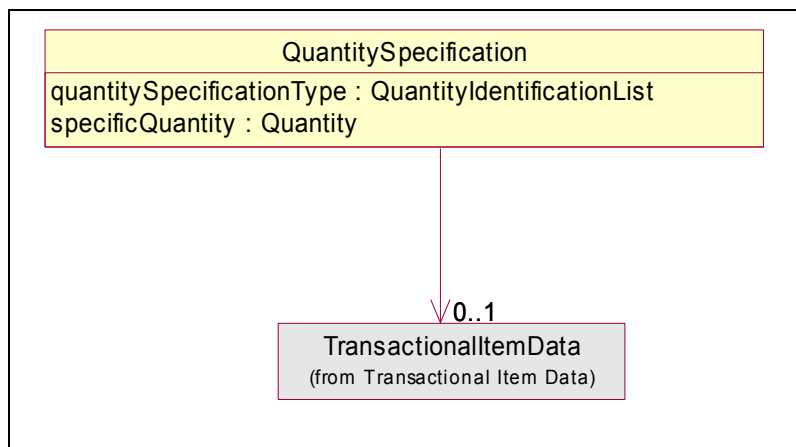 QuantitySpecification
quantitySpecificationType : QuantityIdentificationList
specificQuantity : Quantity
0..1
TransactionalItemData
(from Transactional Item Data)